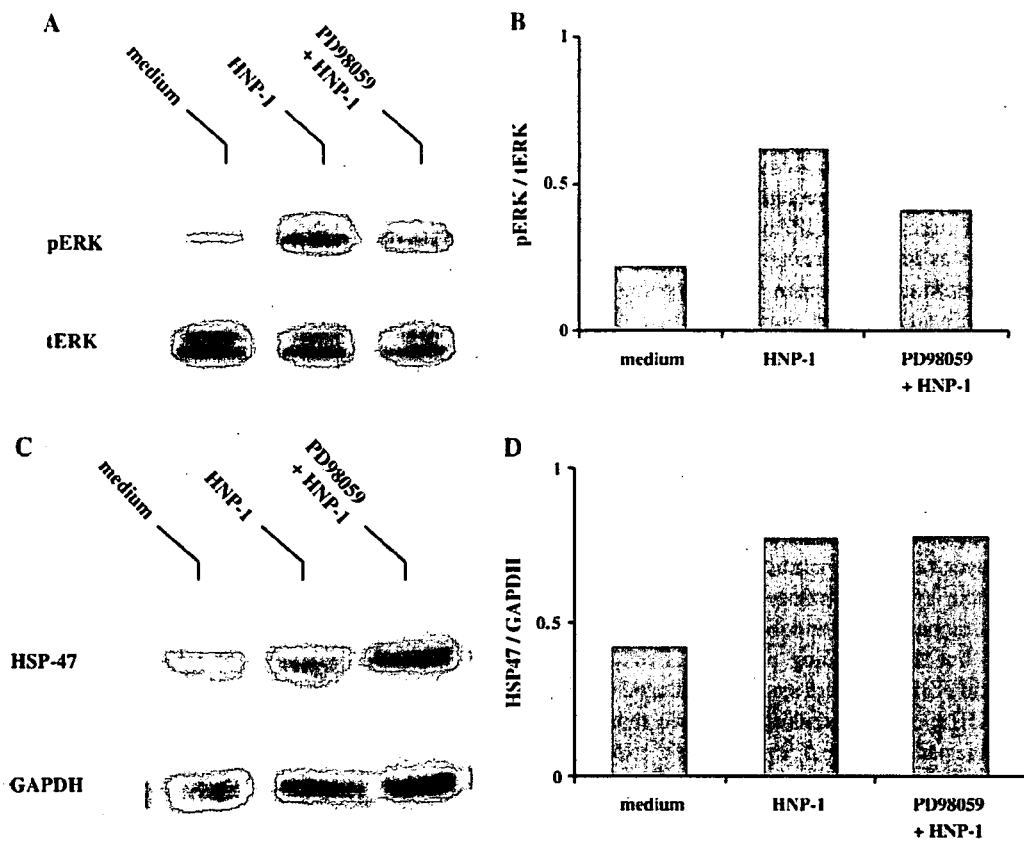 A
medium
HNP-1
PD98059
+ HNP-1
pERK
tERK
B
1
0.5
0
pERK / tERK
medium
HNP-1
PD98059
+ HNP-1
C
medium
HNP-1
PD98059
+ HNP-1
HSP-47
GAPDH
D
1
0.5
0
HSP47 / GAPDH
medium
HNP-1
PD98059
+ HNP-1